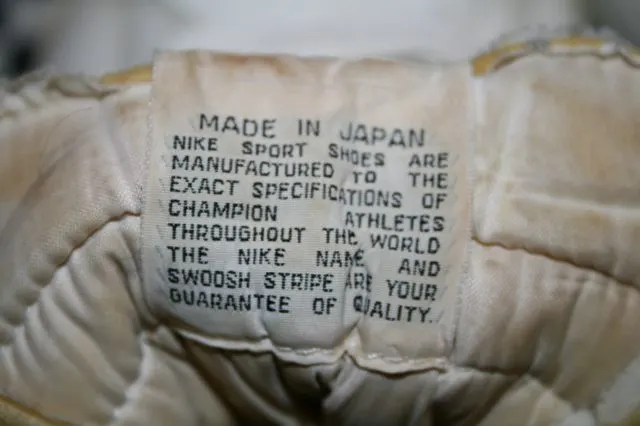 MADE IN JAPAN
NIKE SPORT SHOES ARE
MANUFACTURED TO THE
EXACT SPECIFICATIONS OF
CHAMPION ATHLETES
THROUGHOUT THE WORLD
THE NIKE NAME AND
SWOOSH STRIPE ARE YOUR
GUARANTEE OF QUALITY.